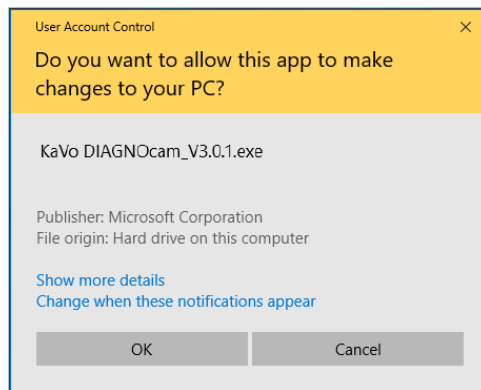 User Account Control
Do you want to allow this app to make
changes to your PC?
KaVo DIAGNOcam_V3.0.1.exe
Publisher: Microsoft Corporation
File origin: Hard drive on this computer
Show more details
Change when these notifications appear
OK
Cancel